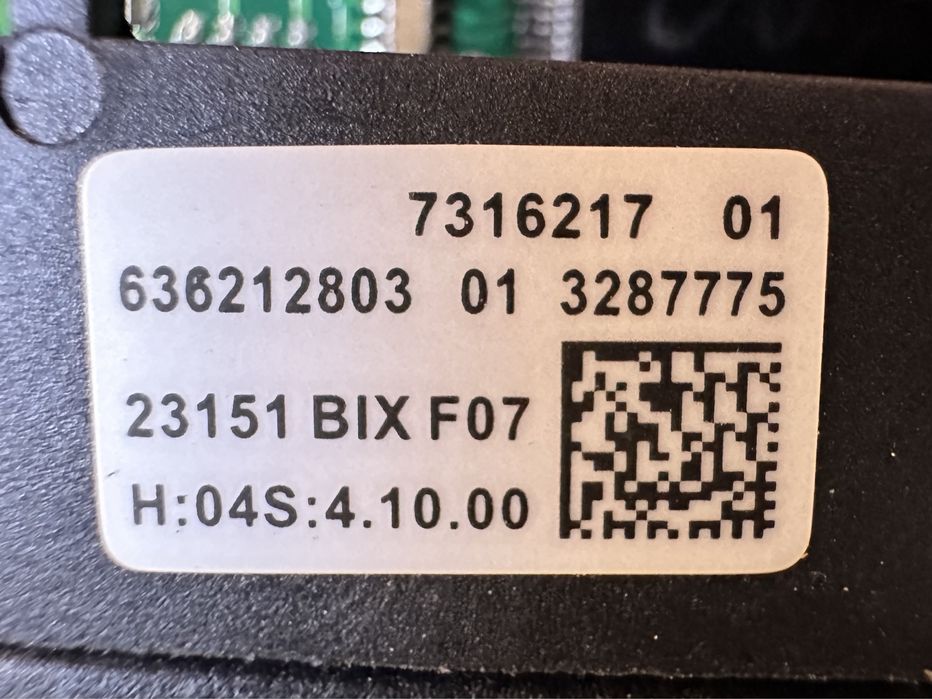 7316217 01
636212803 01 3287775
23151 BIX F07
H:04S:4.10.00